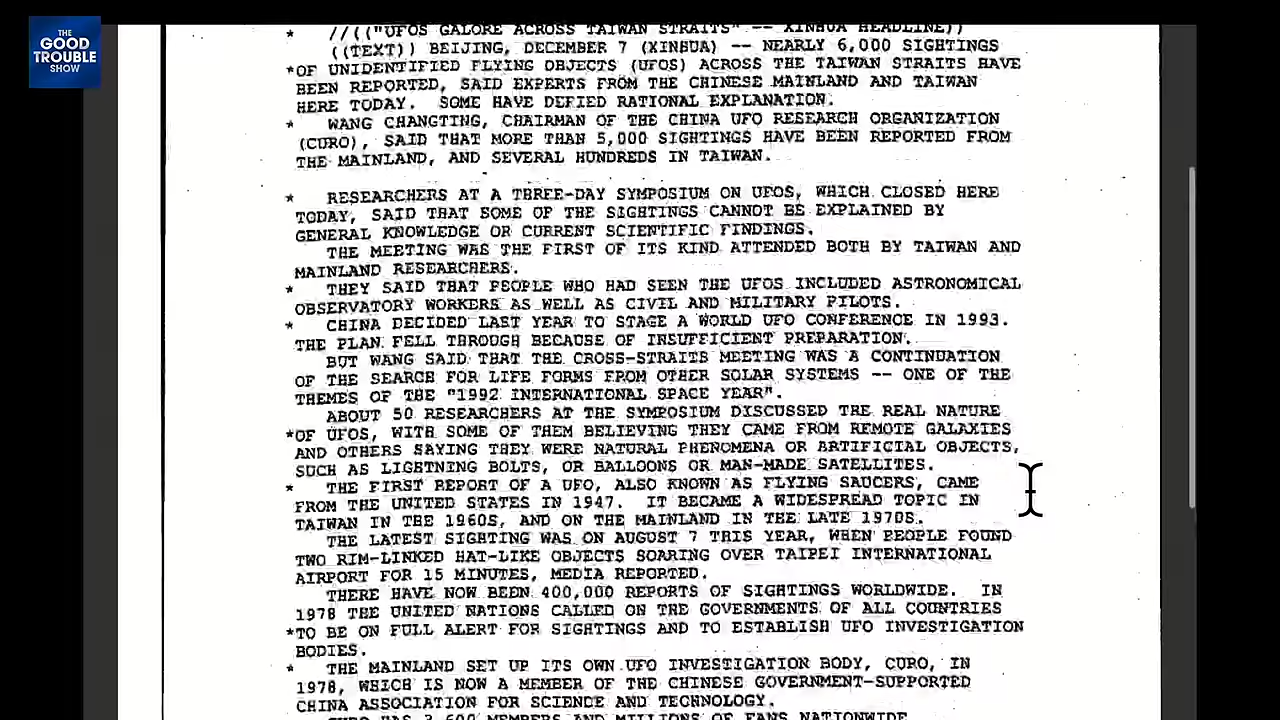 THE
GOOD
TROUBLE
SHOW
* //(("UFOS GALORE ACROSS TAIWAN STRAITS" -- XINHUA HEADLINE))
((TEXT)) BEIJING, DECEMBER 7 (XINHUA) -- NEARLY 6,000 SIGHTINGS
*OF UNIDENTIFIED FLYING OBJECTS (UFOS) ACROSS THE TAIWAN STRAITS HAVE
BEEN REPORTED, SAID EXPERTS FROM THE CHINESE MAINLAND AND TAIWAN
HERE TODAY. SOME HAVE DEFIED RATIONAL EXPLANATION.
* WANG CHANGTING, CHAIRMAN OF THE CHINA UFO RESEARCH ORGANIZATION
(CURO), SAID THAT MORE THAN 5,000 SIGHTINGS HAVE BEEN REPORTED FROM
THE MAINLAND, AND SEVERAL HUNDREDS IN TAIWAN.
* RESEARCHERS AT A THREE-DAY SYMPOSIUM ON UFOS, WHICH CLOSED HERE
TODAY, SAID THAT SOME OF THE SIGHTINGS CANNOT BE EXPLAINED BY
GENERAL KNOWLEDGE OR CURRENT SCIENTIFIC FINDINGS.
THE MEETING WAS THE FIRST OF ITS KIND ATTENDED BOTH BY TAIWAN AND
MAINLAND RESEARCHERS.
* THEY SAID THAT PEOPLE WHO HAD SEEN THE UFOS INCLUDED ASTRONOMICAL
OBSERVATORY WORKERS AS WELL AS CIVIL AND MILITARY PILOTS.
* CHINA DECIDED LAST YEAR TO STAGE A WORLD UFO CONFERENCE IN 1993.
THE PLAN FELL THROUGH BECAUSE OF INSUFFICIENT PREPARATION.
BUT WANG SAID THAT THE CROSS-STRAITS MEETING WAS A CONTINUATION
OF THE SEARCH FOR LIFE FORMS FROM OTHER SOLAR SYSTEMS -- ONE OF THE
THEMES OF THE "1992 INTERNATIONAL SPACE YEAR".
ABOUT 50 RESEARCHERS AT THE SYMPOSIUM DISCUSSED THE REAL NATURE
*OF UFOS, WITH SOME OF THEM BELIEVING THEY CAME FROM REMOTE GALAXIES
AND OTHERS SAYING THEY WERE NATURAL PHENOMENA OR ARTIFICIAL OBJECTS,
SUCH AS LIGHTNING BOLTS, OR BALLOONS OR MAN-MADE SATELLITES.
* THE FIRST REPORT OF A UFO, ALSO KNOWN AS FLYING SAUCERS, CAME
FROM THE UNITED STATES IN 1947. IT BECAME A WIDESPREAD TOPIC IN
TAIWAN IN THE 1960S, AND ON THE MAINLAND IN THE LATE 1970S.
THE LATEST SIGHTING WAS ON AUGUST 7 THIS YEAR, WHEN PEOPLE FOUND
TWO RIM-LINKED HAT-LIKE OBJECTS SOARING OVER TAIPEI INTERNATIONAL
AIRPORT FOR 15 MINUTES, MEDIA REPORTED.
THERE HAVE NOW BEEN 400,000 REPORTS OF SIGHTINGS WORLDWIDE. IN
1978 THE UNITED NATIONS CALLED ON THE GOVERNMENTS OF ALL COUNTRIES
*TO BE ON FULL ALERT FOR SIGHTINGS AND TO ESTABLISH UFO INVESTIGATION
BODIES.
* THE MAINLAND SET UP ITS OWN UFO INVESTIGATION BODY, CURO, IN
1978, WHICH IS NOW A MEMBER OF THE CHINESE GOVERNMENT-SUPPORTED
CHINA ASSOCIATION FOR SCIENCE AND TECHNOLOGY.
CURO HAS 3,600 MEMBERS AND MILLIONS OF FANS NATIONWIDE